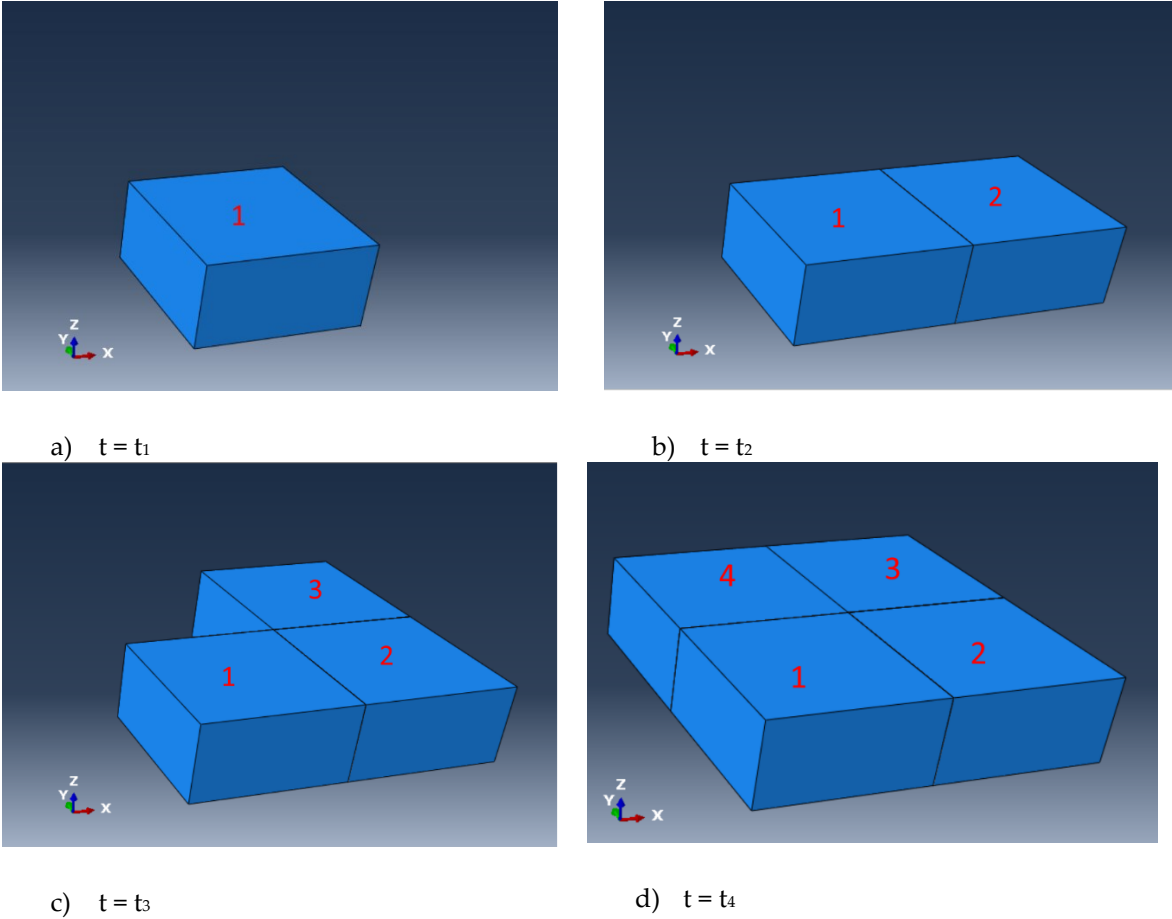 1
Z
Y
X
a) t = t1
1
2
Z
Y
X
b) t = t2
3
1
2
Z
Y
X
c) t = t3
4
3
1
2
Z
Y
X
d) t = t4